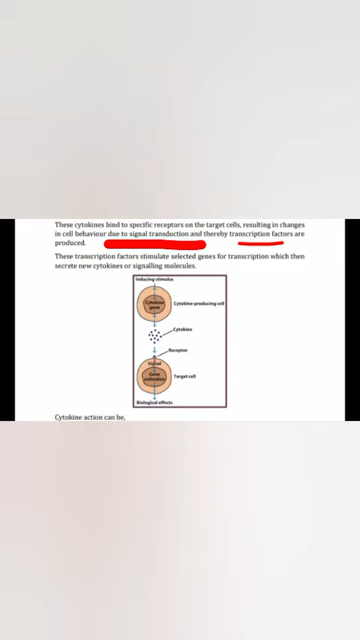 These cytokines bind to specific receptors on the target cells, resulting in changes
in cell behaviour due to signal transduction and thereby transcription factors are
produced.
These transcription factors stimulate selected genes for transcription which then
secrete new cytokines or signalling molecules.
Inducing stimulus
Cytokine
gene
Cytokine-producing cell
Cytokine
Receptor
Signal
Gene
activation
Target cell
Biological effects
Cytokine action can be,